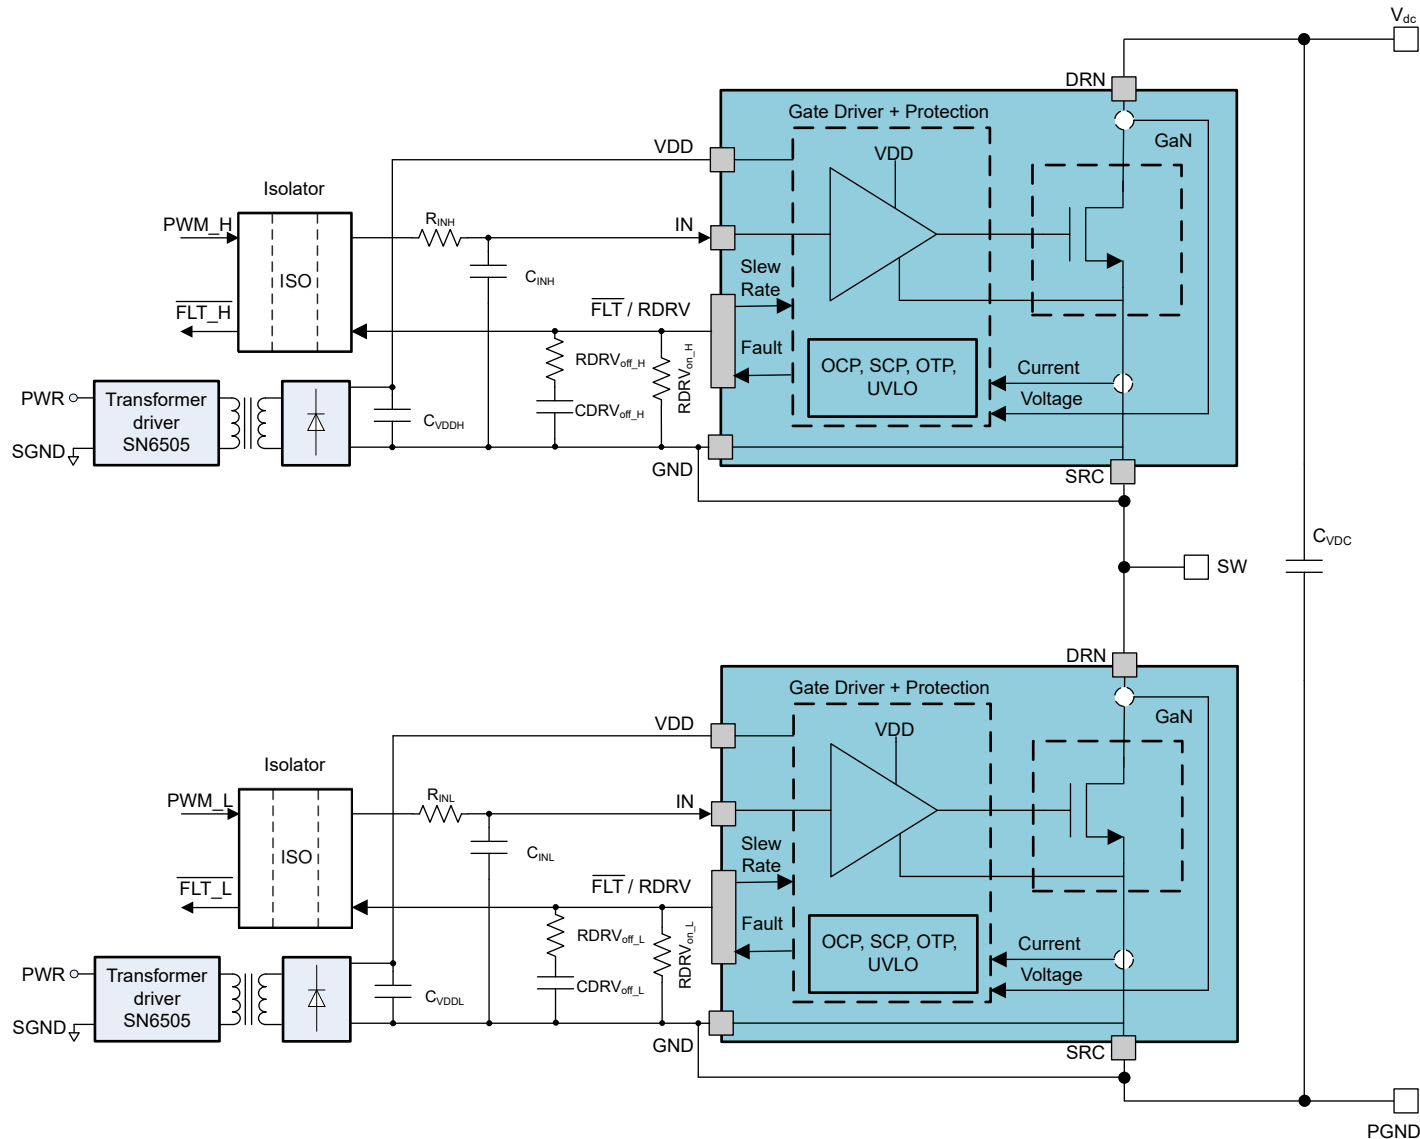 Vdc
DRN
Gate Driver + Protection
GaN
VDD
VDD
Isolator
PWM_H
RINH
IN
ISO
CINH
Slew
Rate
FLT_H
FLT / RDRV
RDRVoff_H
RDRVon_H
Fault
OCP, SCP, OTP,
UVLO
Current
Voltage
PWR
Transformer
driver
SN6505
CDRVoff_H
CVDDH
SGND
GND
SRC
CVDC
SW
DRN
Gate Driver + Protection
GaN
VDD
VDD
Isolator
PWM_L
RINL
IN
ISO
CINL
Slew
Rate
FLT_L
FLT / RDRV
RDRVoff_L
RDRVon_L
Fault
OCP, SCP, OTP,
UVLO
Current
Voltage
PWR
Transformer
driver
SN6505
CDRVoff_L
CVDDL
SGND
GND
SRC
PGND